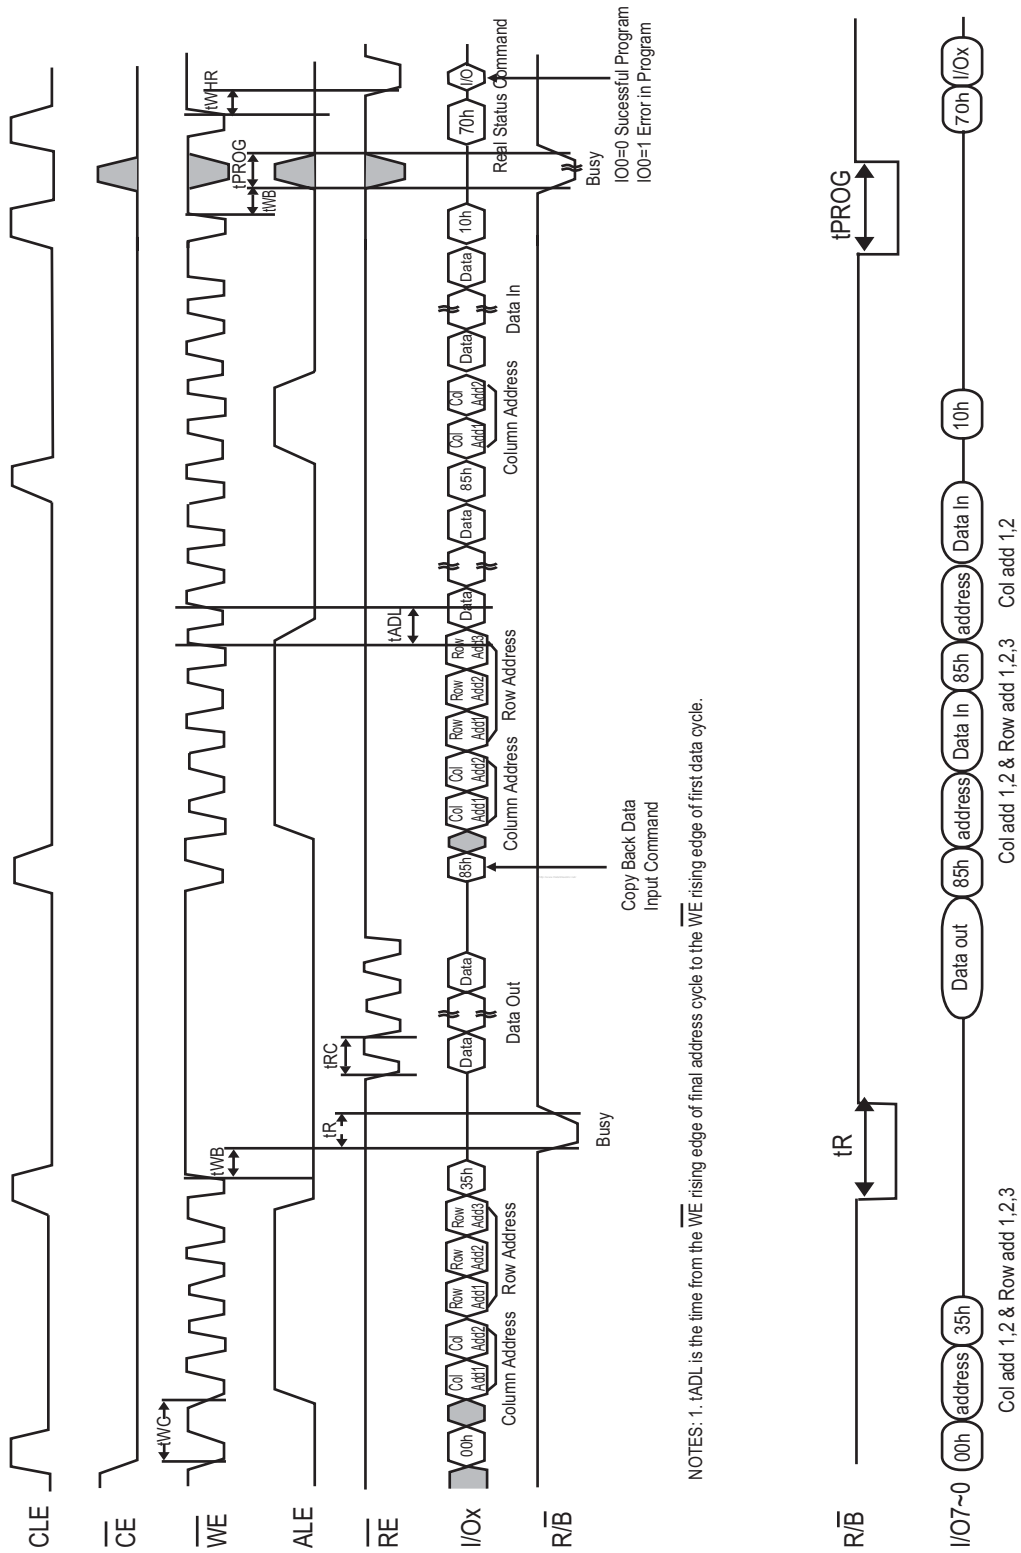 CLE
C̅E̅
W̅E̅
tWC
tWB
tWB
tPROG
tWHR
ALE
R̅E̅
tR
tRC
tADL
I/Ox
00h
Col Add1
Col Add2
Row Add1
Row Add2
Row Add3
35h
Data
Data
85h
Col Add1
Col Add2
Row Add1
Row Add2
Row Add3
Data
Data
85h
Col Add1
Col Add2
Data
Data
10h
70h
I/O
Column Address
Row Address
Data Out
Column Address
Row Address
Column Address
Data In
Real Status Command
R/B̅
Busy
Busy
Copy Back Data
Input Command
IO0=0 Sucessful Program
IO0=1 Error in Program
NOTES: 1. tADL is the time from the W̅E̅ rising edge of final address cycle to the W̅E̅ rising edge of first data cycle.
R/B̅
tR
tPROG
I/O7~0
00h
address
35h
Data out
85h
address
Data In
85h
address
Data In
10h
70h
I/Ox
Col add 1,2 & Row add 1,2,3
Col add 1,2 & Row add 1,2,3
Col add 1,2